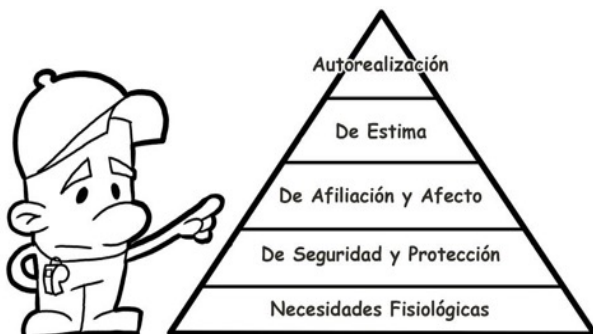 Autorealización
De Estima
De Afiliación y Afecto
De Seguridad y Protección
Necesidades Fisiológicas